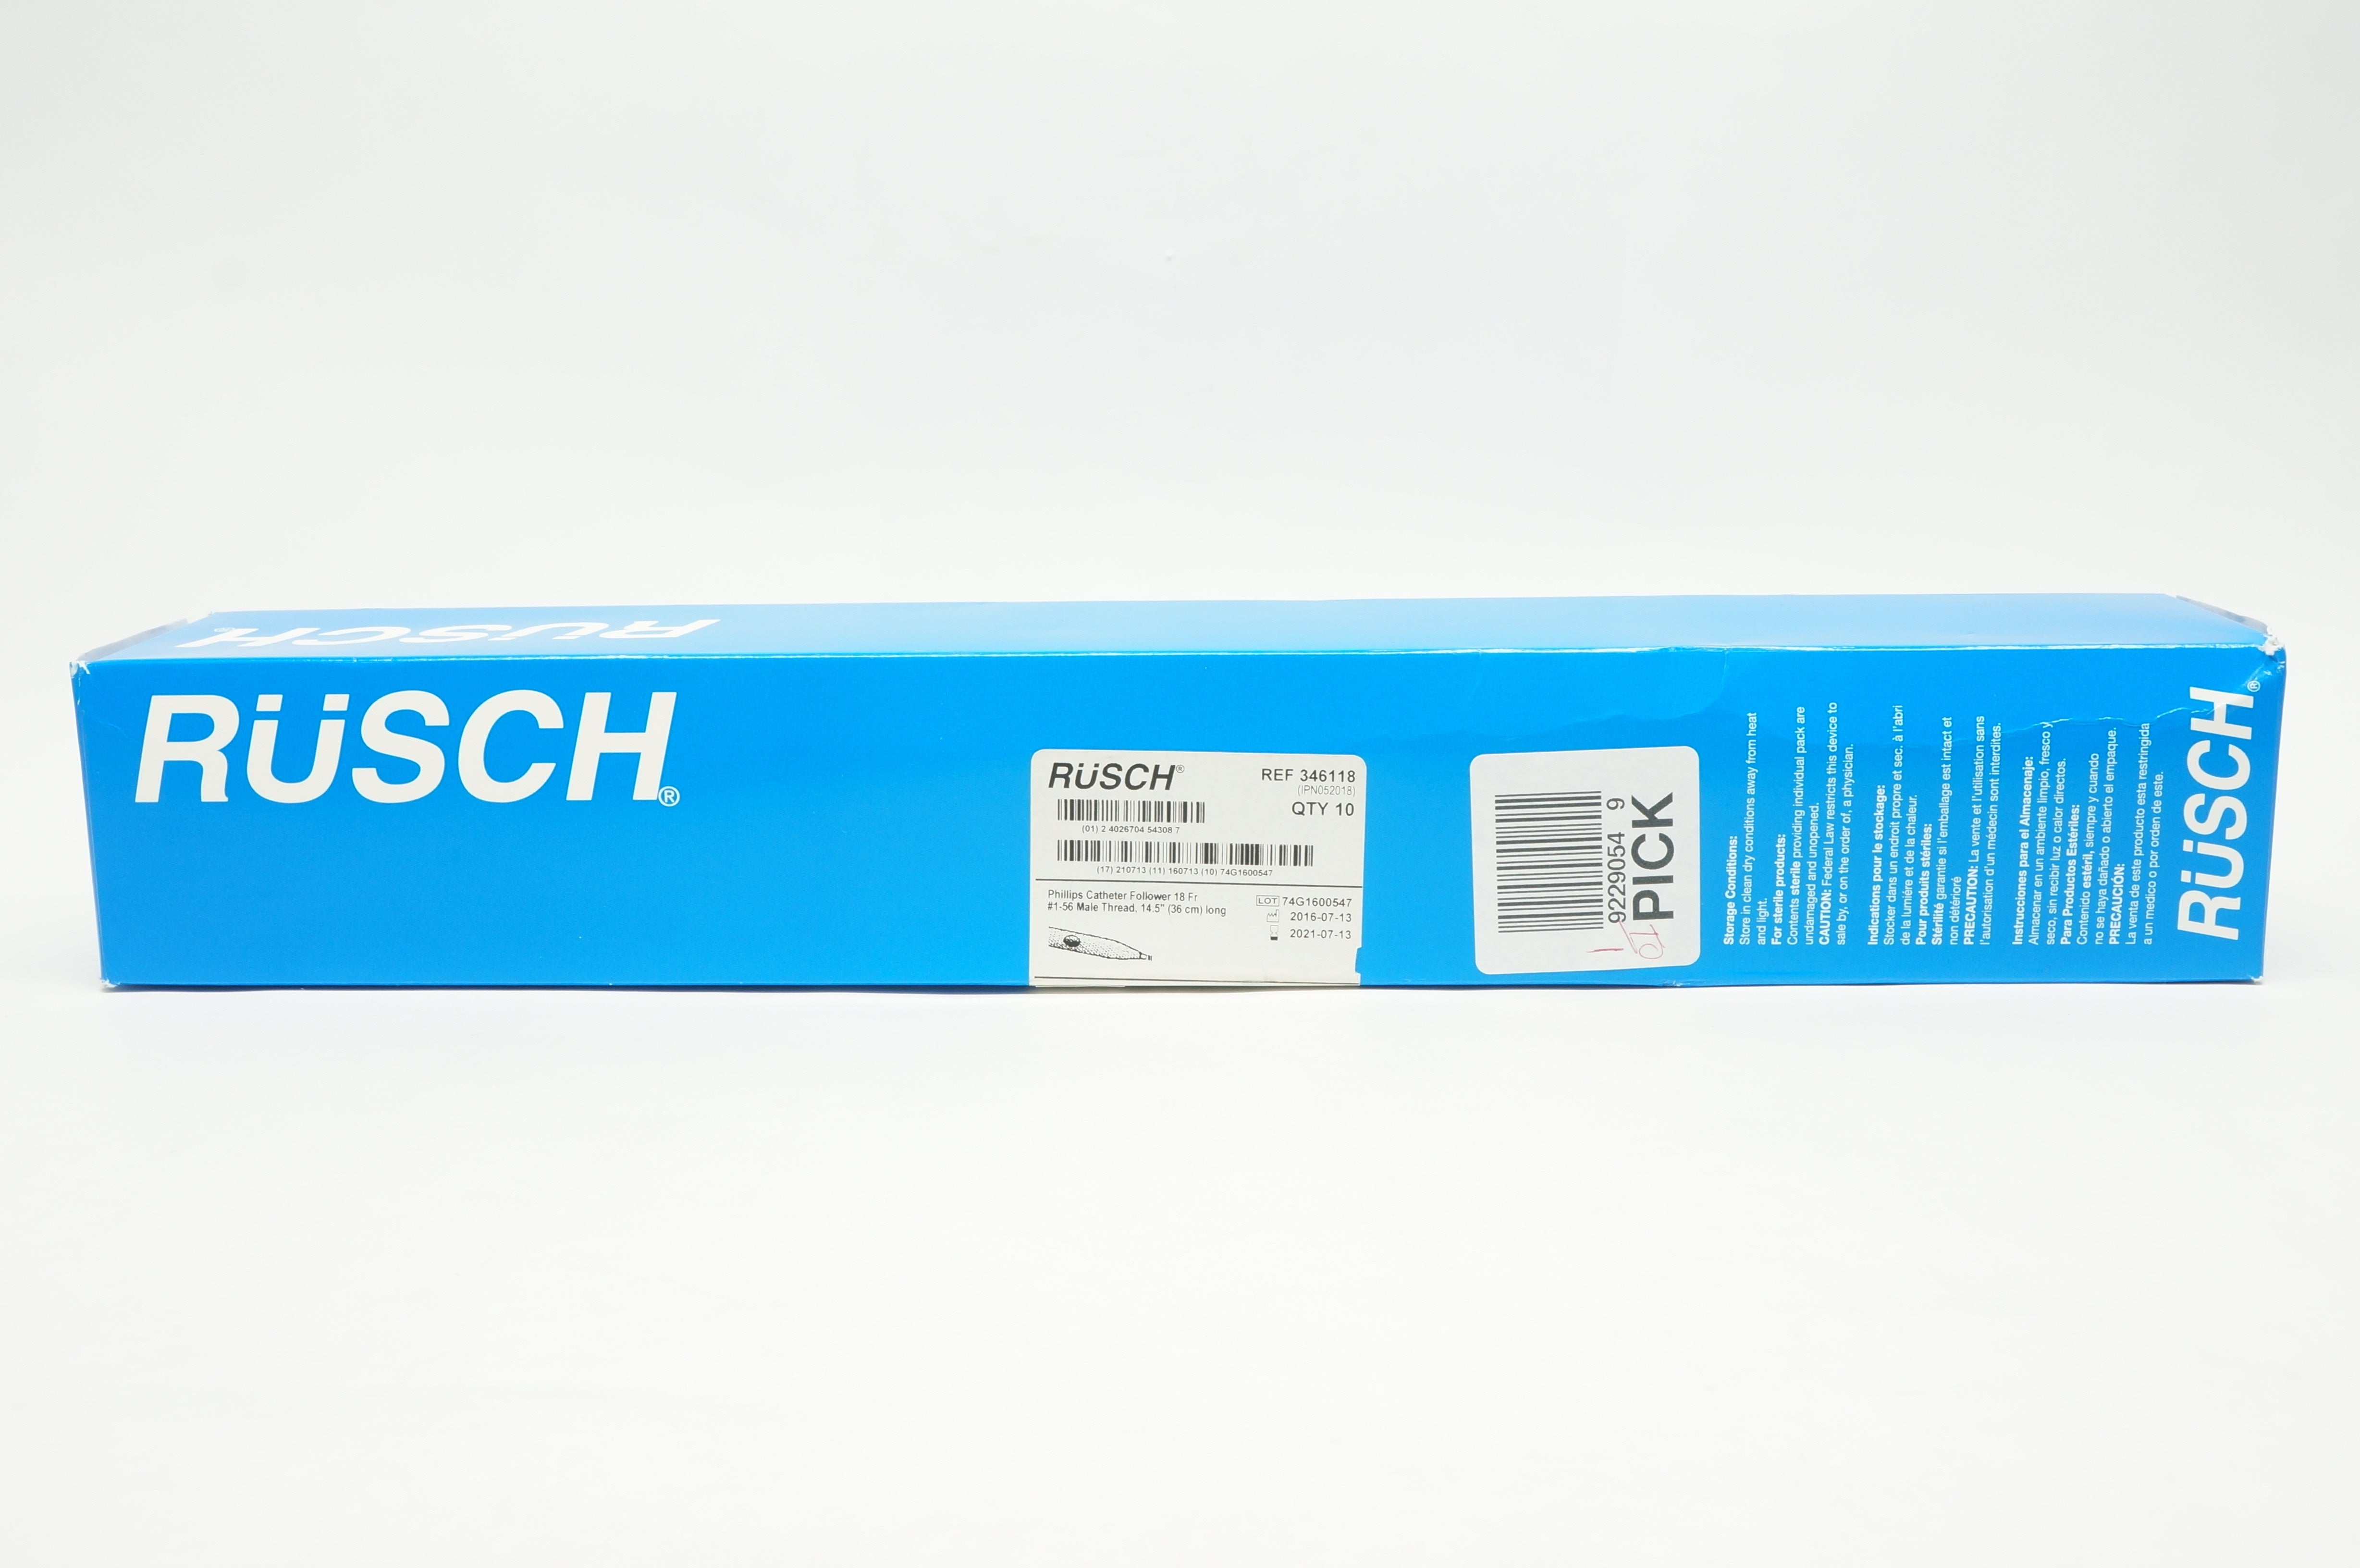 RÜSCH®
RÜSCH®
RÜSCH®
REF 346118
(IPN052018)
QTY 10
(01) 2 4026704 54308 7
(17) 210713 (11) 160713 (10) 74G1600547
Phillips Catheter Follower 18 Fr
#1-56 Male Thread, 14.5" (36 cm) long
LOT 74G1600547
2016-07-13
2021-07-13
92229054 9
PICK
Storage Conditions:
Store in clean dry conditions away from heat
and light.
For sterile products:
Contents sterile providing individual pack are
undamaged and unopened.
CAUTION: Federal Law restricts this device to
sale by, or on the order of, a physician.
Indications pour le stockage:
Stocker dans un endroit propre et sec. à l'abri
de la lumiére et de la chaleur.
Pour produits stériles:
Stérilité garantie si l'emballage est intact et
non détérioré
PRECAUTION: La vente et l'utilisation sans
l'autorisation d'un médecin sont interdites.
Instrucciones para el Almacenaje:
Almacenar en un ambiente limpio, fresco y
seco, sin recibir luz o calor directos.
Para Productos Estériles:
Contenido estéril, siempre y cuando
no se haya dañado o abierto el empaque.
PRECAUCIÓN:
La venta de este producto esta restringida
a un medico o por orden de este.
RÜSCH®